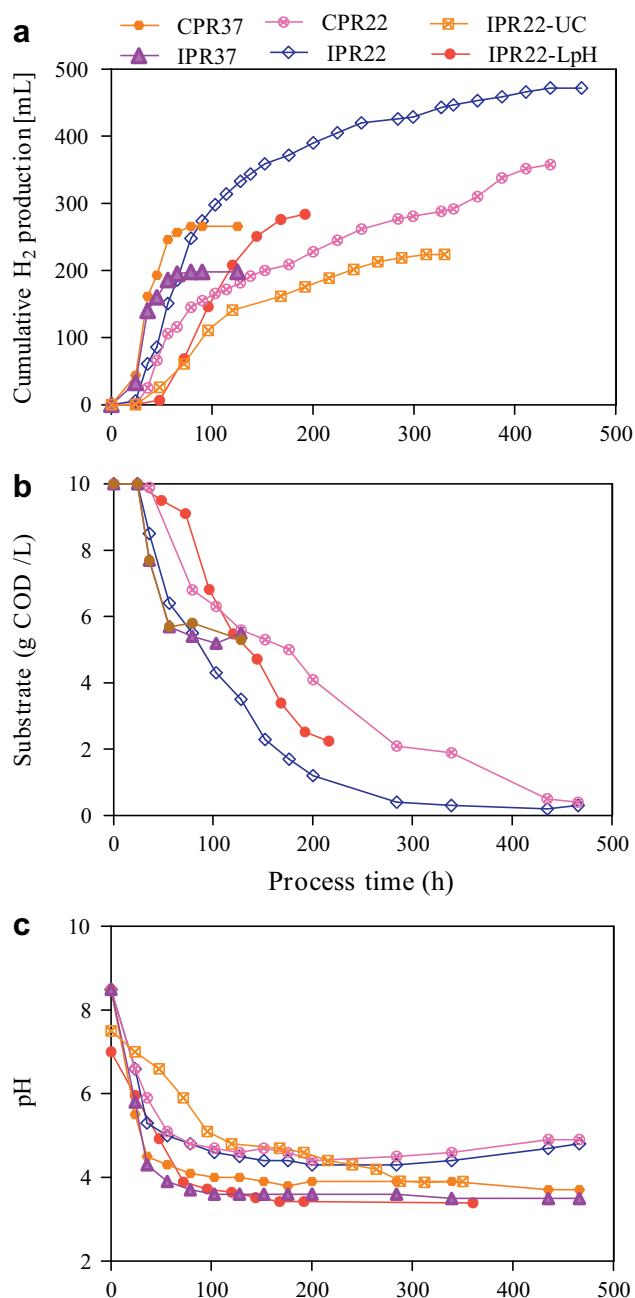 a
CPR37 CPR22 IPR22-UC
IPR37 IPR22 IPR22-LpH
Cumulative H₂ production[mL]
500
400
300
200
100
0
0 100 200 300 400 500
b
Substrate (g COD /L)
10
8
6
4
2
0
0 100 200 300 400 500
Process time (h)
c
pH
10
8
6
4
2
0 100 200 300 400 500